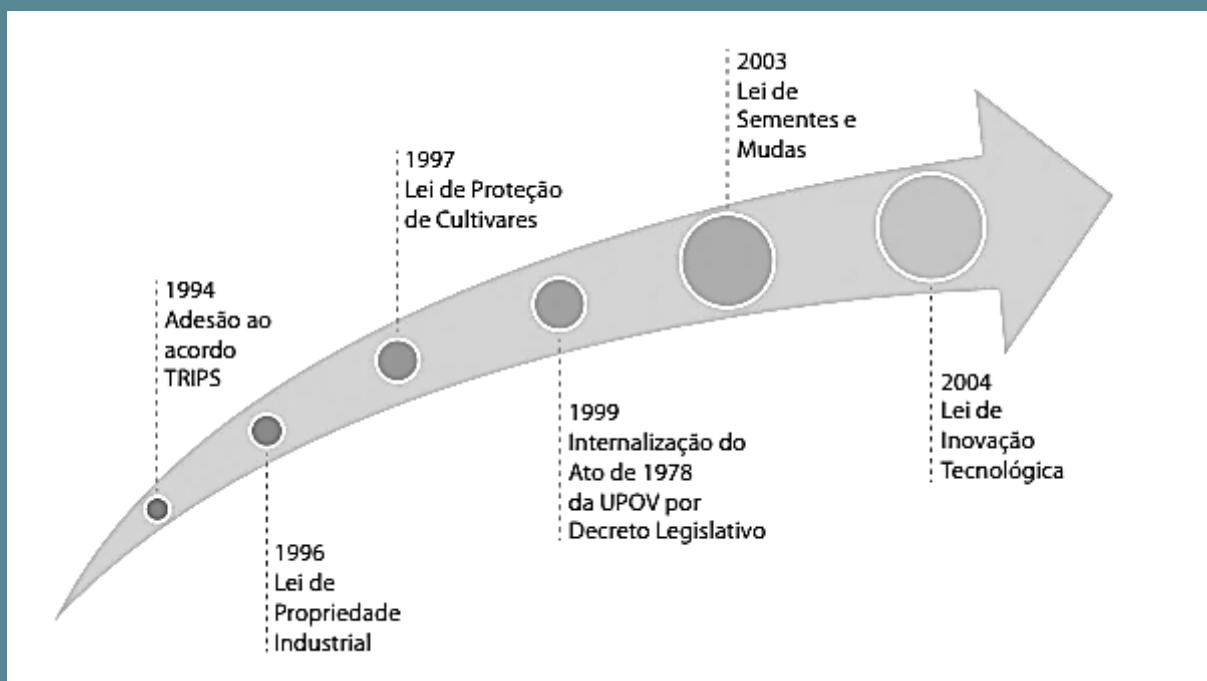 1994
Adesão ao
acordo
TRIPS
1996
Lei de
Propriedade
Industrial
1997
Lei de Proteção
de Cultivares
1999
Internalização do
Ato de 1978
da UPOV por
Decreto Legislativo
2003
Lei de
Sementes e
Mudas
2004
Lei de
Inovação
Tecnológica